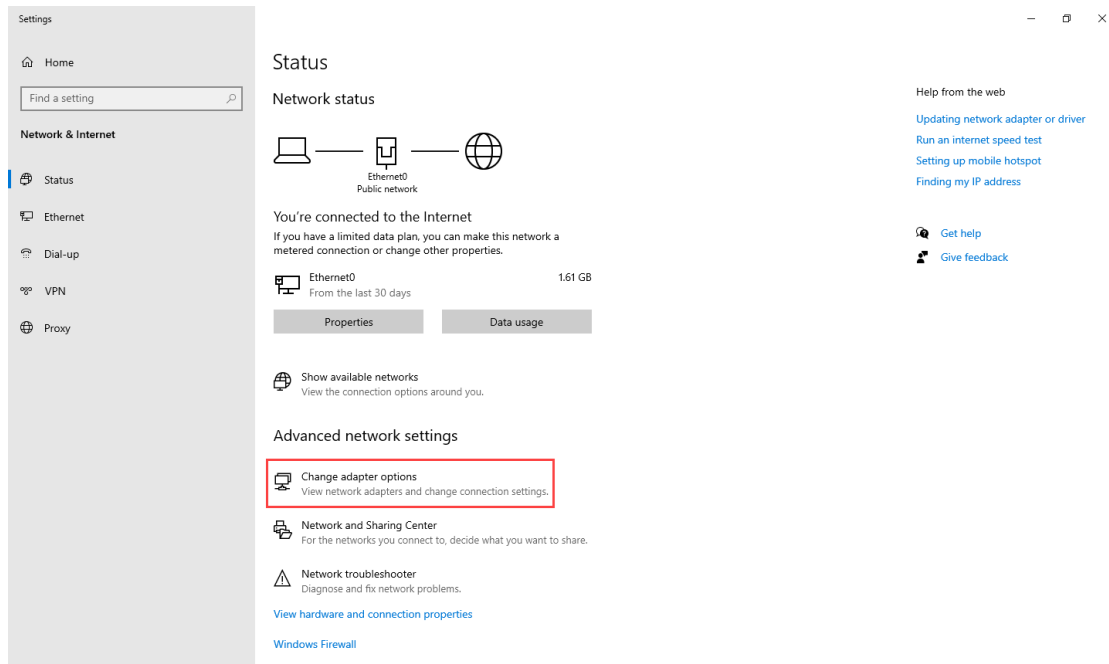 Settings
Home
Find a setting
Network & Internet
Status
Ethernet
Dial-up
VPN
Proxy
Status
Network status
Ethernet0
Public network
You're connected to the Internet
If you have a limited data plan, you can make this network a
metered connection or change other properties.
Ethernet0 1.61 GB
From the last 30 days
Properties Data usage
Show available networks
View the connection options around you.
Advanced network settings
Change adapter options
View network adapters and change connection settings.
Network and Sharing Center
For the networks you connect to, decide what you want to share.
Network troubleshooter
Diagnose and fix network problems.
View hardware and connection properties
Windows Firewall
Help from the web
Updating network adapter or driver
Run an internet speed test
Setting up mobile hotspot
Finding my IP address
Get help
Give feedback